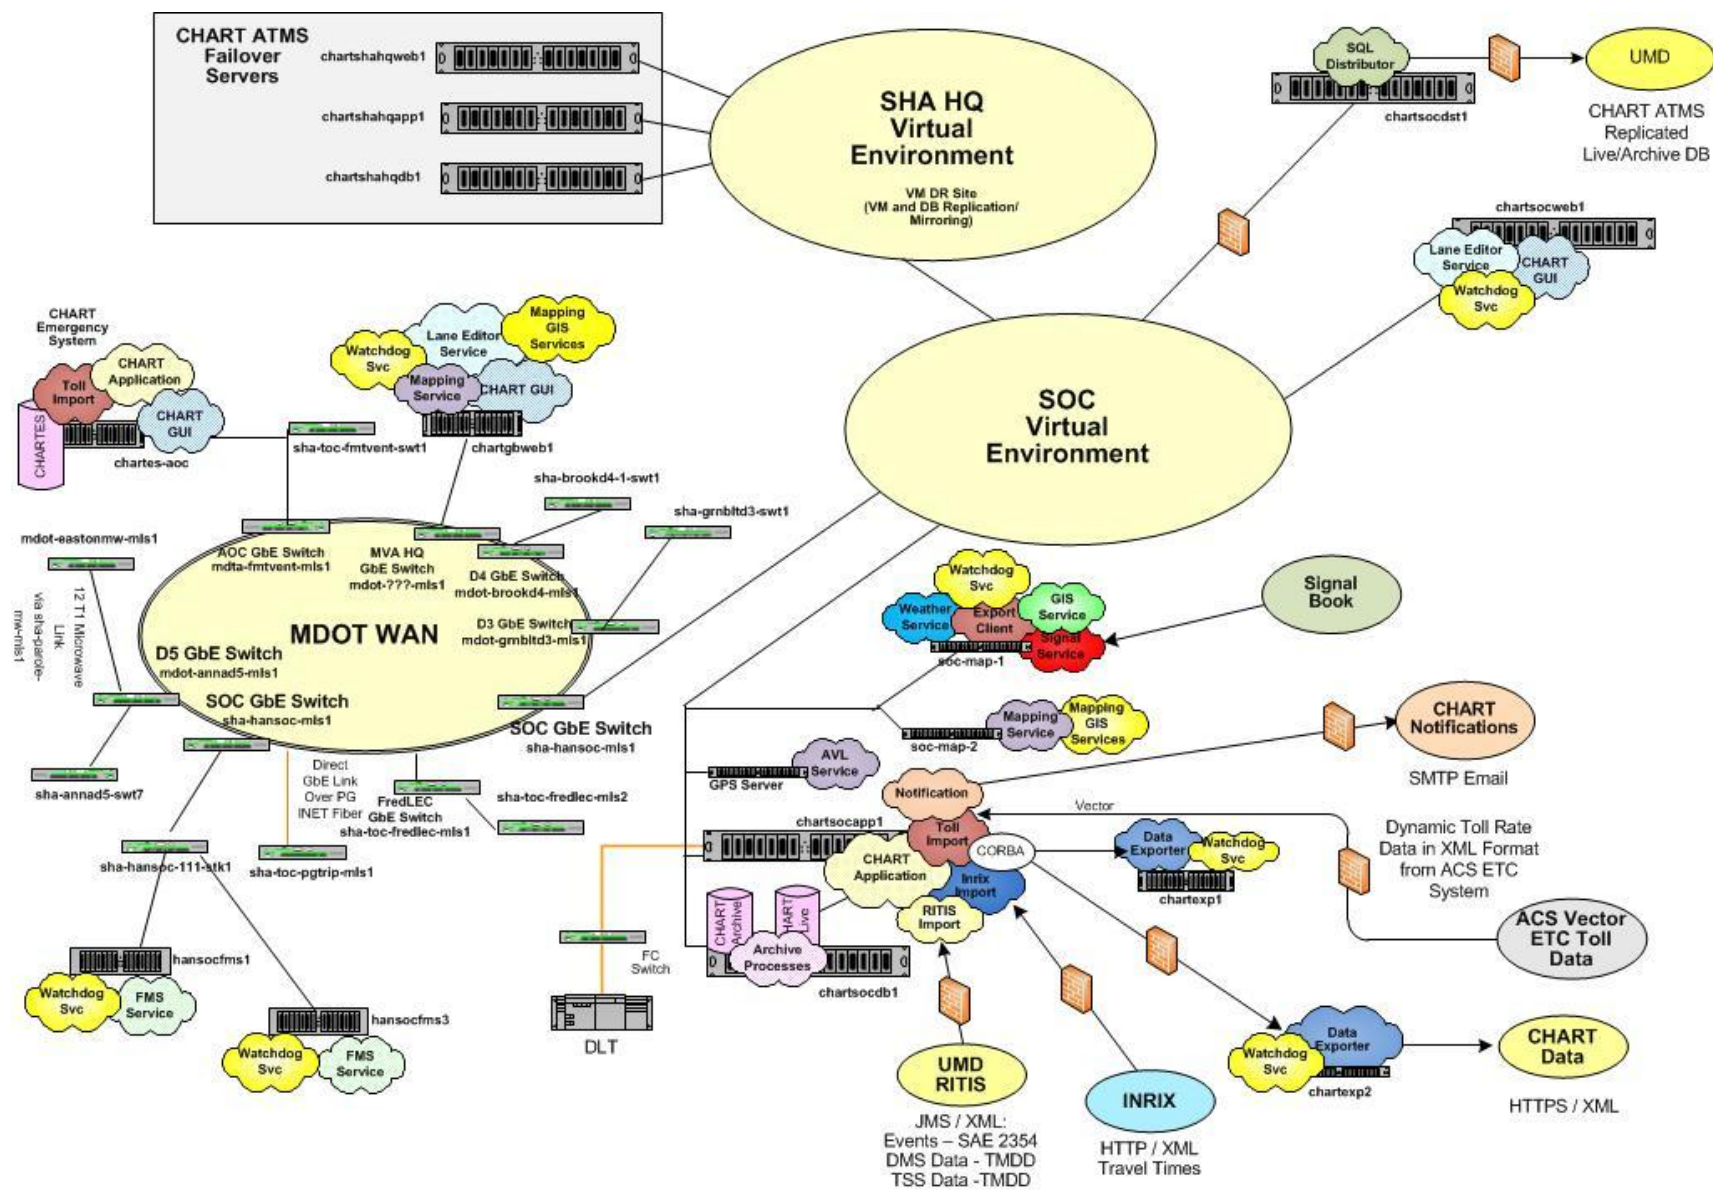 CHART ATMS
Failover
Servers
chartshahqweb1
chartshahqapp1
chartshahqdb1
SHA HQ
Virtual
Environment
VM DR Site
(VM and DB Replication/
Mirroring)
SQL
Distributor
chartsocdst1
UMD
CHART ATMS
Replicated
Live/Archive DB
chartsocweb1
Lane Editor
Service
CHART
GUI
Watchdog
Svc
SOC
Virtual
Environment
CHART
Emergency
System
Toll
Import
CHART
Application
CHART
GUI
CHARTES
chartes-aoc
sha-toc-fmtvent-swt1
Watchdog
Svc
Lane Editor
Service
Mapping
GIS
Services
Mapping
Service
CHART GUI
chartgbweb1
sha-brookd4-1-swt1
sha-grnbltd3-swt1
mdot-eastonmw-mls1
12 T1 Microwave
Link
via sha-parole-
mw-mls1
AOC GbE Switch
mdta-fmtvent-mls1
MVA HQ
GbE Switch
mdot-???-mls1
D4 GbE Switch
mdot-brookd4-mls1
D3 GbE Switch
mdot-grnbltd3-mls1
MDOT WAN
D5 GbE Switch
mdot-annad5-mls1
SOC GbE Switch
sha-hansoc-mls1
SOC GbE Switch
sha-hansoc-mls1
sha-annad5-swt7
Direct
GbE Link
Over PG
INET Fiber
FredLEC
GbE Switch
sha-toc-fredlec-mls1
sha-toc-fredlec-mls2
sha-hansoc-111-stk1
sha-toc-pgtrip-mls1
hansocfms1
Watchdog
Svc
FMS
Service
hansocfms3
Watchdog
Svc
FMS
Service
Watchdog
Svc
Weather
Service
Export
Client
GIS
Service
Signal
Service
soc-map-1
Signal
Book
soc-map-2
Mapping
Service
Mapping
GIS
Services
GPS Server
AVL
Service
CHART
Notifications
SMTP Email
Notification
chartsocapp1
Toll
Import
CORBA
CHART
Application
Inrix
Import
RITIS
Import
Vector
Data
Exporter
Watchdog
Svc
chartexp1
Dynamic Toll Rate
Data in XML Format
from ACS ETC
System
ACS Vector
ETC Toll
Data
CHART
Archive
HART
Live
Archive
Processes
chartsocdb1
FC
Switch
DLT
UMD
RITIS
JMS / XML:
Events – SAE 2354
DMS Data - TMDD
TSS Data -TMDD
INRIX
HTTP / XML
Travel Times
Watchdog
Svc
Data
Exporter
chartexp2
CHART
Data
HTTPS / XML